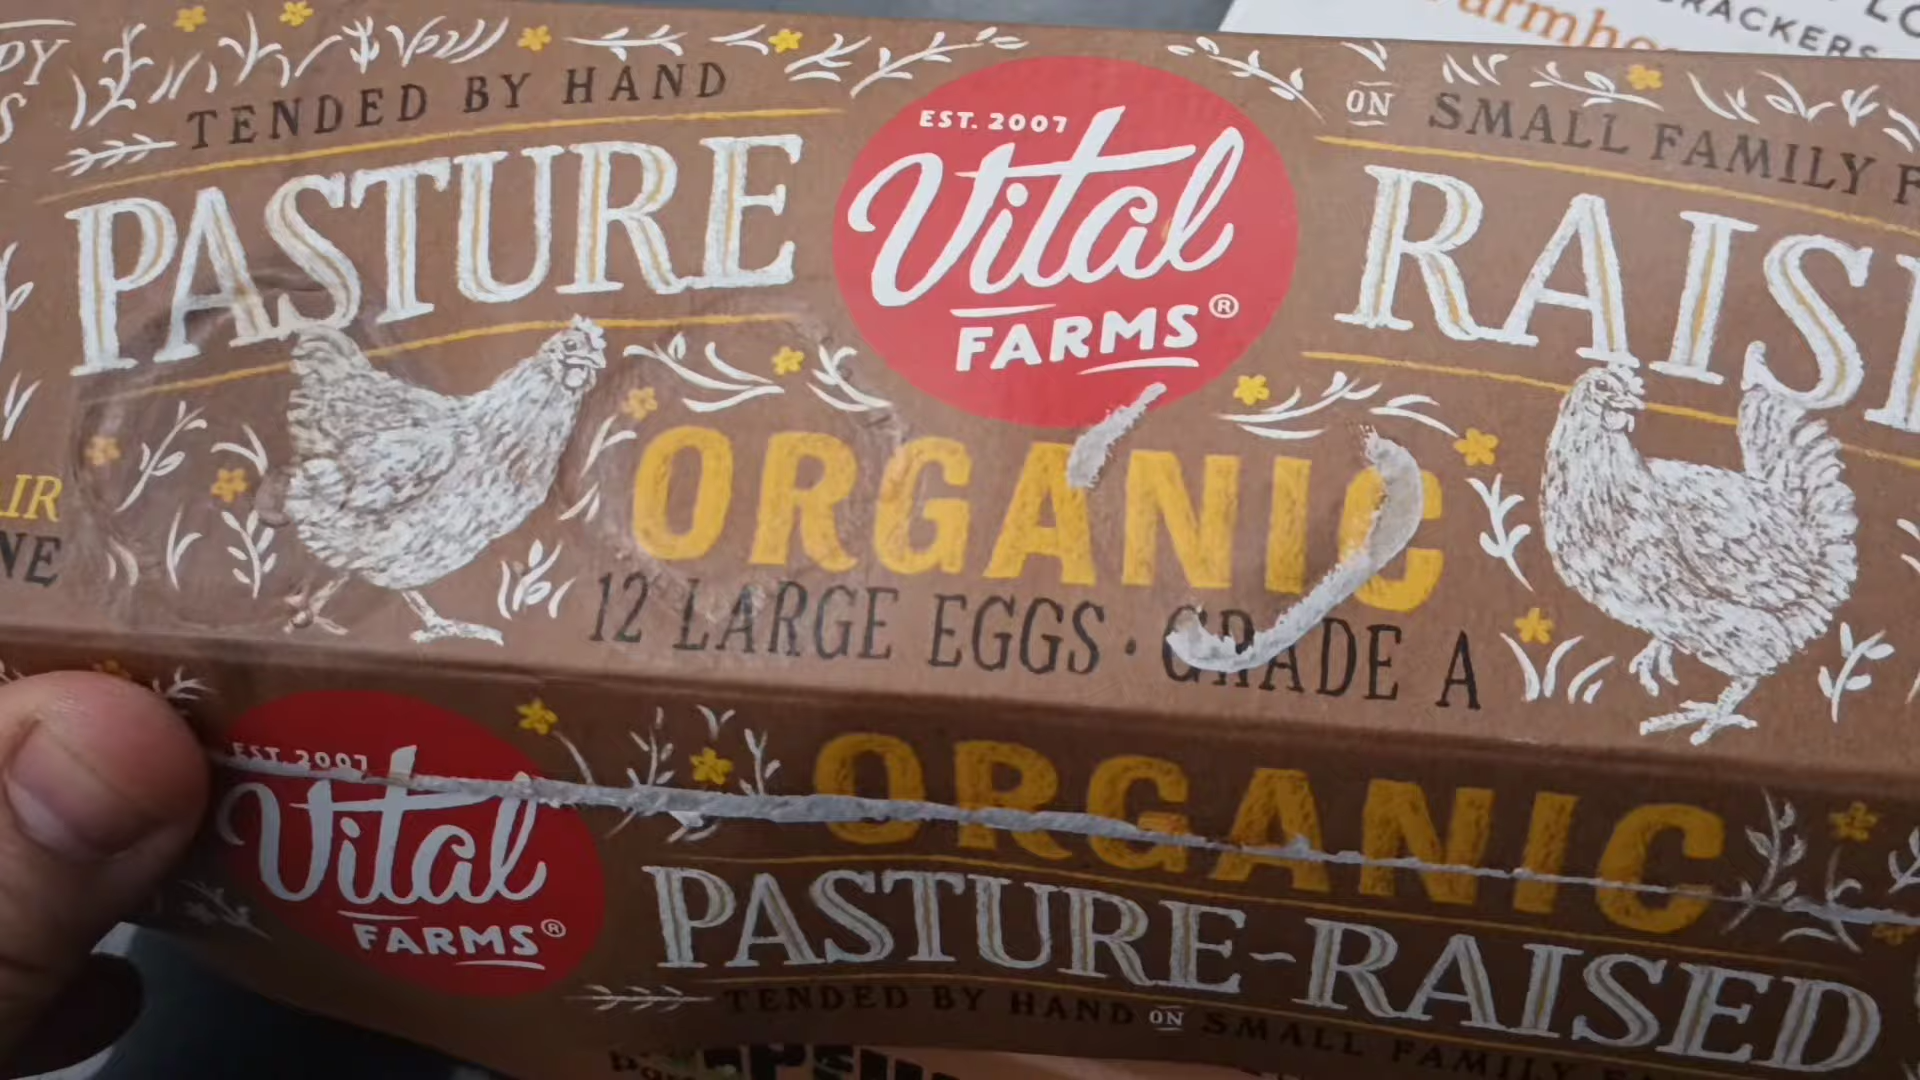 CRACKERS
TENDED BY HAND
ON
SMALL FAMILY
PASTURE
EST. 2007
Vital
FARMS®
ORGANIC
12 LARGE EGGS · GRADE A
EST. 2007
Vital
FARMS®
ORGANIC
PASTURE-RAISED
TENDED BY HAND ON SMALL FAMILY